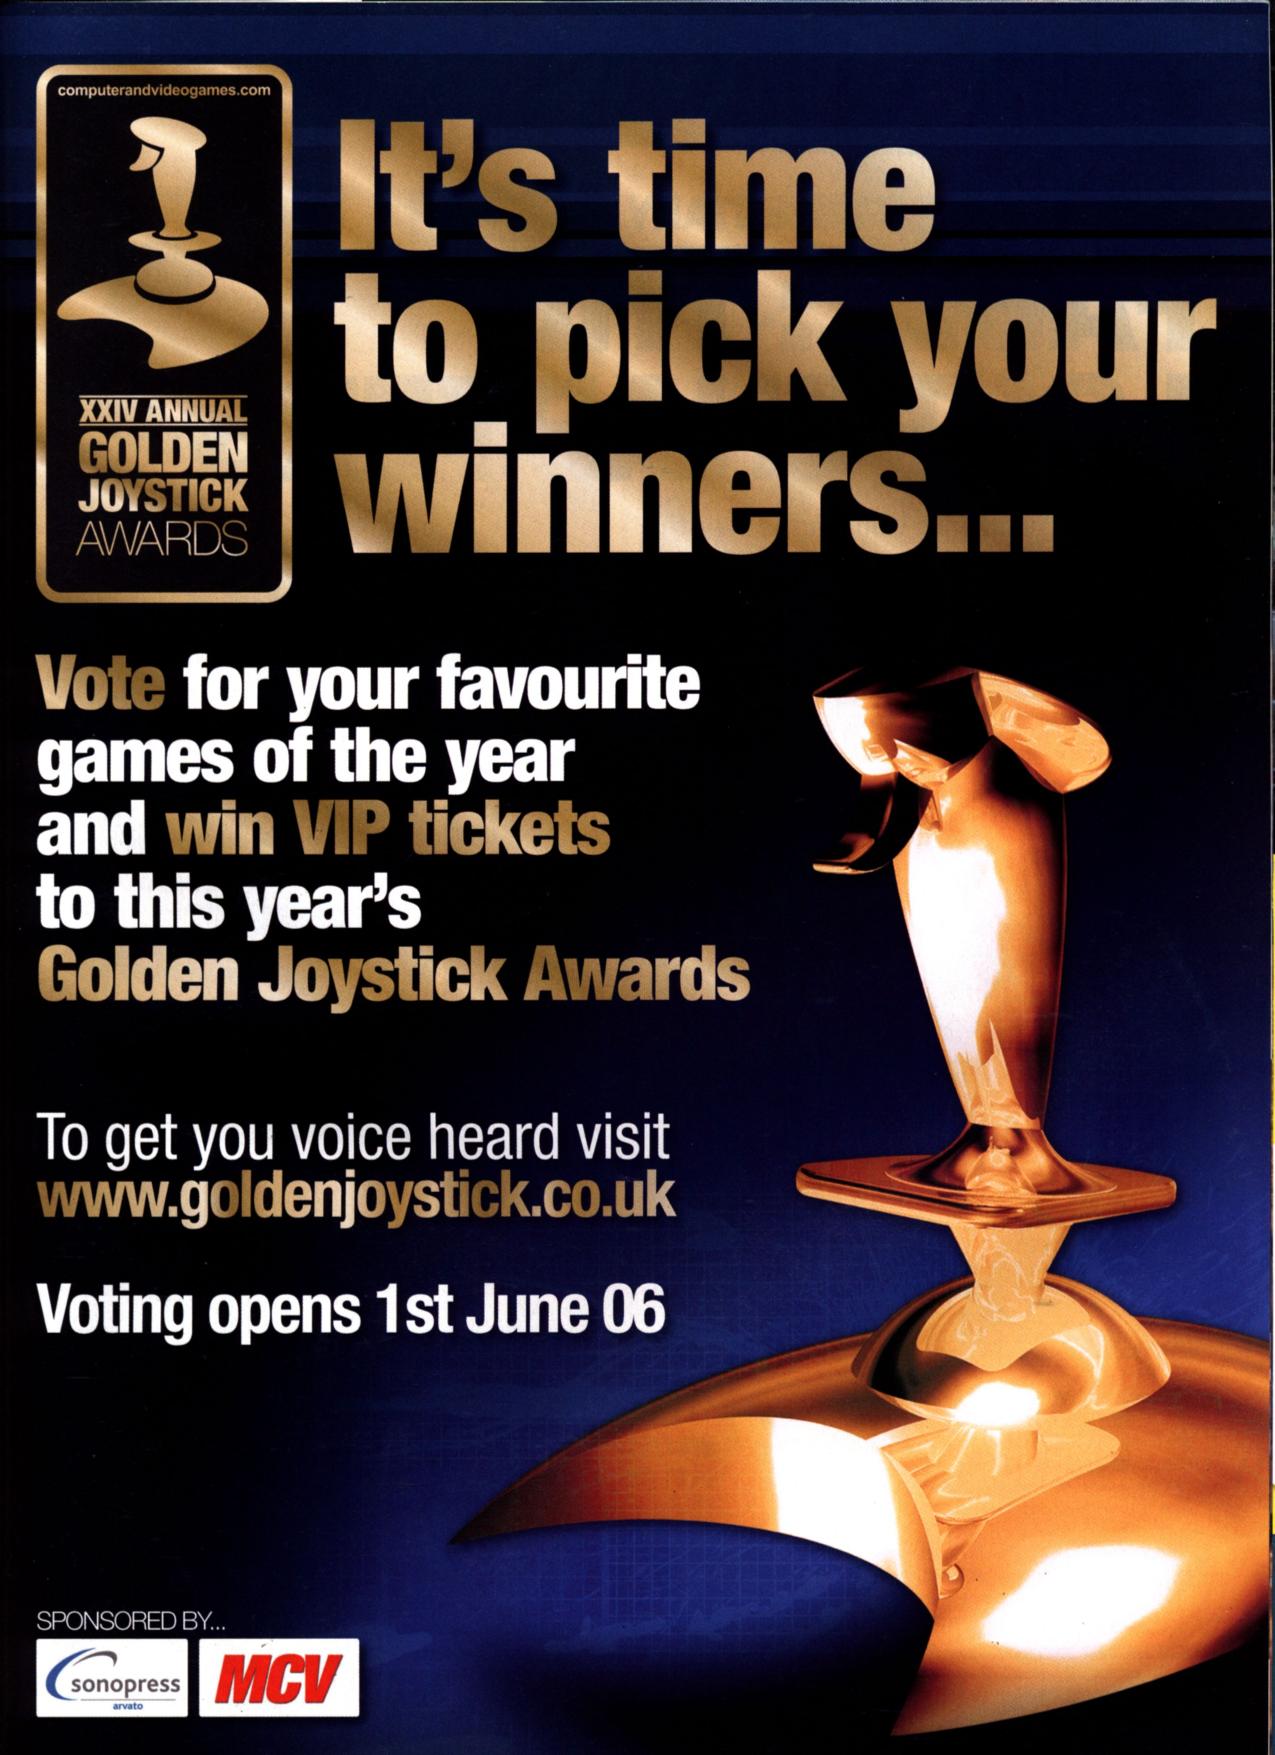 computerandvideogames.com
XXIV ANNUAL
GOLDEN
JOYSTICK
AWARDS
It's time
to pick your
winners...
Vote for your favourite
games of the year
and win VIP tickets
to this year's
Golden Joystick Awards
To get you voice heard visit
www.goldenjoystick.co.uk
Voting opens 1st June 06
SPONSORED BY...
sonopress
arvato
MCV